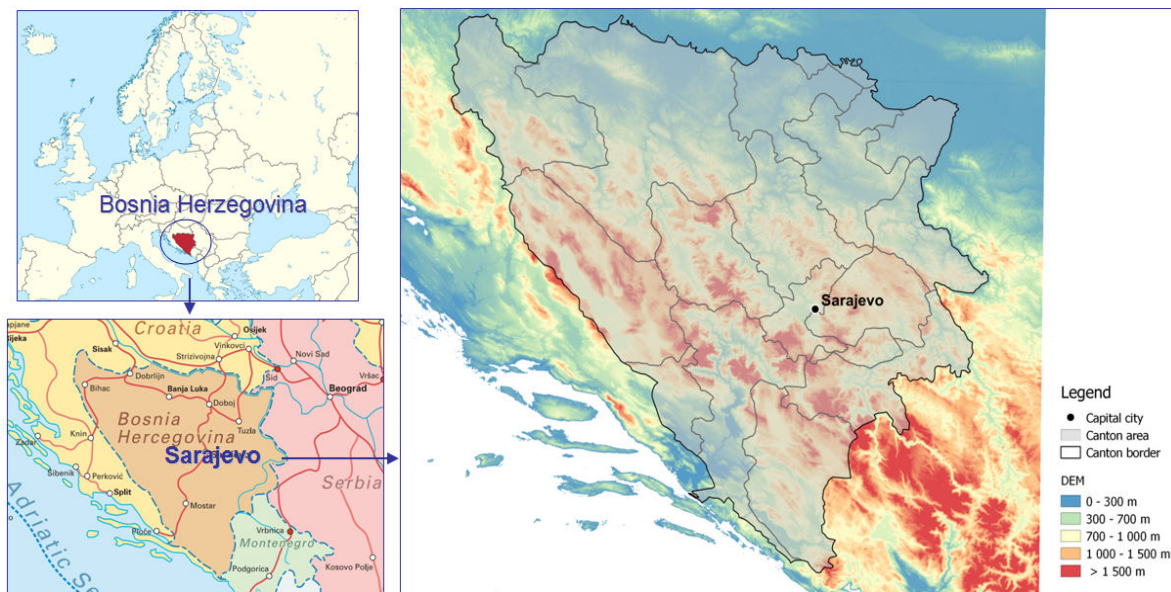 Bosnia Herzegovina
Croatia
Osijek
Vinkovci
Sisak
Strizivojna
Novi Sad
Šid
Vršac
Dobrlijn
Beograd
Bihac
Banja Luka
Doboj
Bosnia
Hercegovina
Tuzla
Knin
Zadar
Sarajevo
Šibenik
Perković
Serbia
Split
Mostar
Ploče
Vrbnica
Montenegro
Podgorica
Kosovo Polje
Adriatic Se
Sarajevo
Legend
Capital city
Canton area
Canton border
DEM
0 - 300 m
300 - 700 m
700 - 1 000 m
1 000 - 1 500 m
> 1 500 m